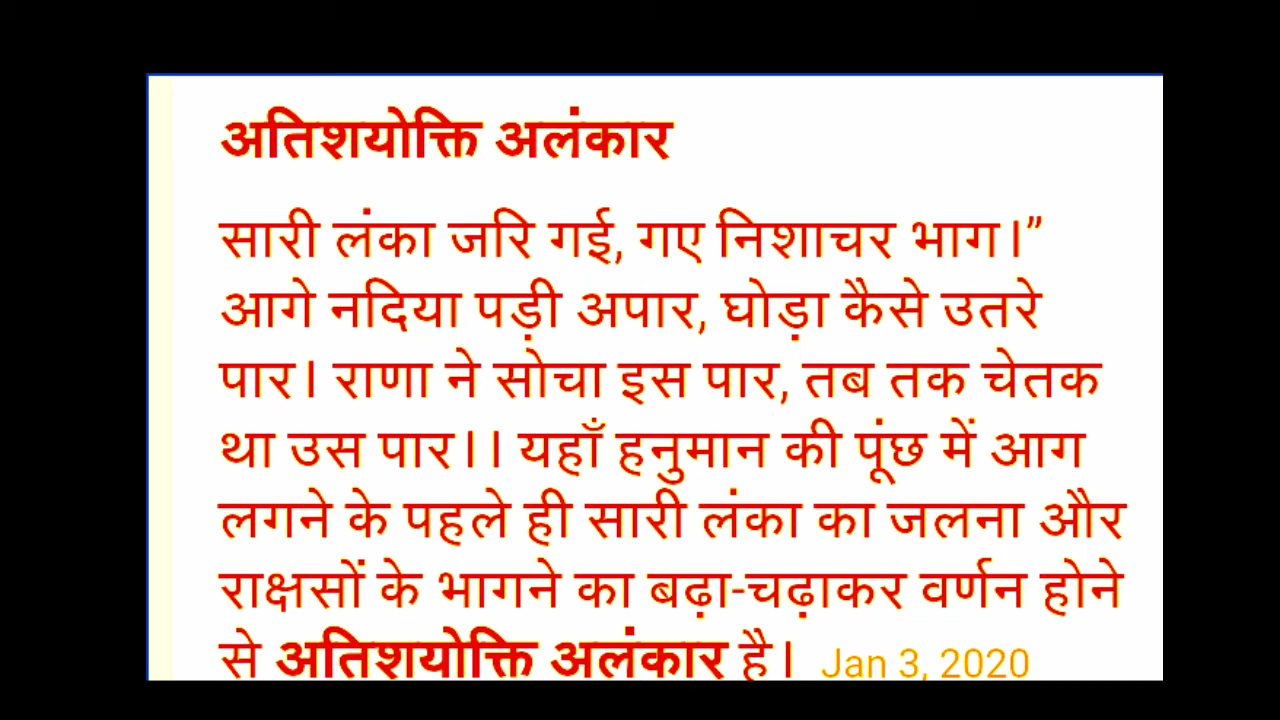 अतिशयोक्ति अलंकार
सारी लंका जरि गई, गए निशाचर भाग।”
आगे नदिया पड़ी अपार, घोड़ा कैसे उतरे
पार। राणा ने सोचा इस पार, तब तक चेतक
था उस पार।। यहाँ हनुमान की पूंछ में आग
लगने के पहले ही सारी लंका का जलना और
राक्षसों के भागने का बढ़ा-चढ़ाकर वर्णन होने
से अतिशयोक्ति अलंकार है। Jan 3, 2020